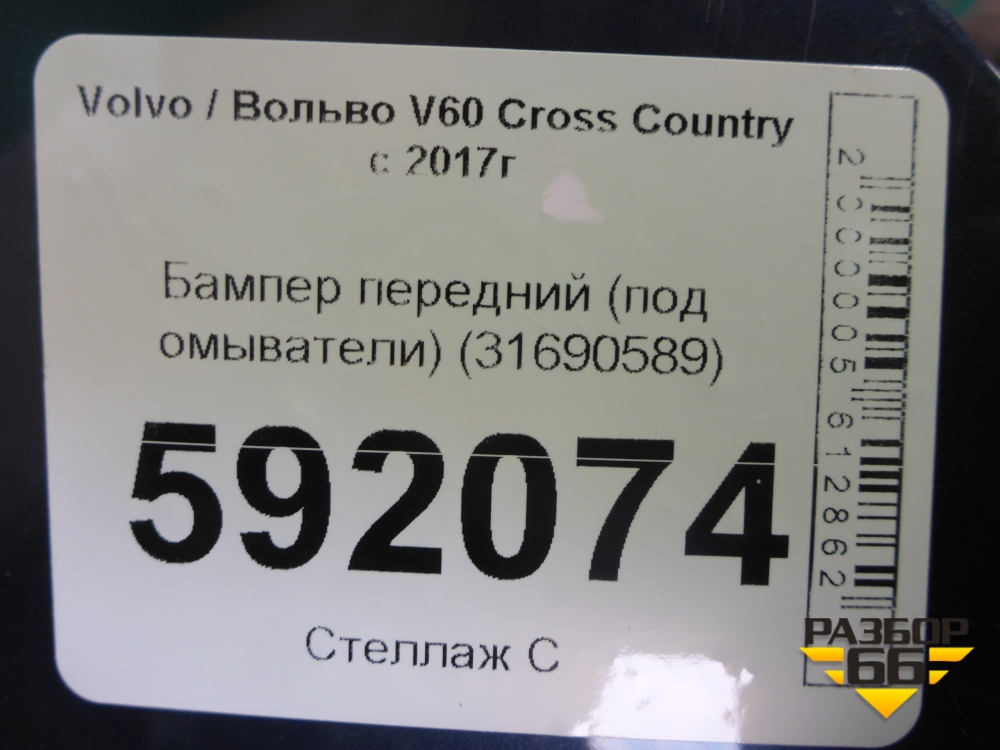 Volvo / Вольво V60 Cross Country
с 2017г
Бампер передний (под
омыватели) (31690589)
592074
Стеллаж С
2000005612862
РАЗБОР
66